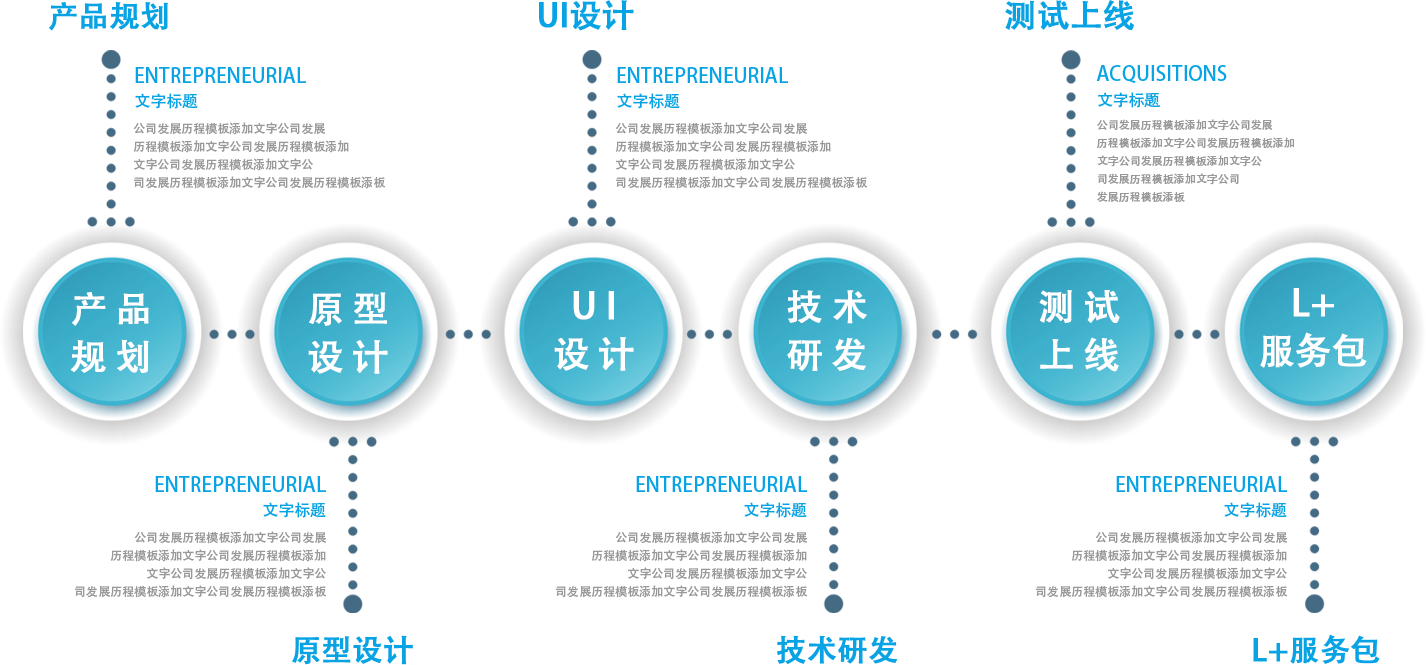 产品规划
UI设计
测试上线
ENTREPRENEURIAL
文字标题
公司发展历程模板添加文字公司发展
历程模板添加文字公司发展历程模板添加
文字公司发展历程模板添加文字公
司发展历程模板添加文字公司发展历程模板添板
ENTREPRENEURIAL
文字标题
公司发展历程模板添加文字公司发展
历程模板添加文字公司发展历程模板添加
文字公司发展历程模板添加文字公
司发展历程模板添加文字公司发展历程模板添板
ACQUISITIONS
文字标题
公司发展历程模板添加文字公司发展
历程模板添加文字公司发展历程模板添加
文字公司发展历程模板添加文字公
司发展历程模板添加文字公司
发展历程模板添板
产品
规划
原型
设计
UI
设计
技术
研发
测试
上线
L+
服务包
ENTREPRENEURIAL
文字标题
公司发展历程模板添加文字公司发展
历程模板添加文字公司发展历程模板添加
文字公司发展历程模板添加文字公
司发展历程模板添加文字公司发展历程模板添板
ENTREPRENEURIAL
文字标题
公司发展历程模板添加文字公司发展
历程模板添加文字公司发展历程模板添加
文字公司发展历程模板添加文字公
司发展历程模板添加文字公司发展历程模板添板
ENTREPRENEURIAL
文字标题
公司发展历程模板添加文字公司发展
历程模板添加文字公司发展历程模板添加
文字公司发展历程模板添加文字公
司发展历程模板添加文字公司发展历程模板添板
原型设计
技术研发
L+服务包